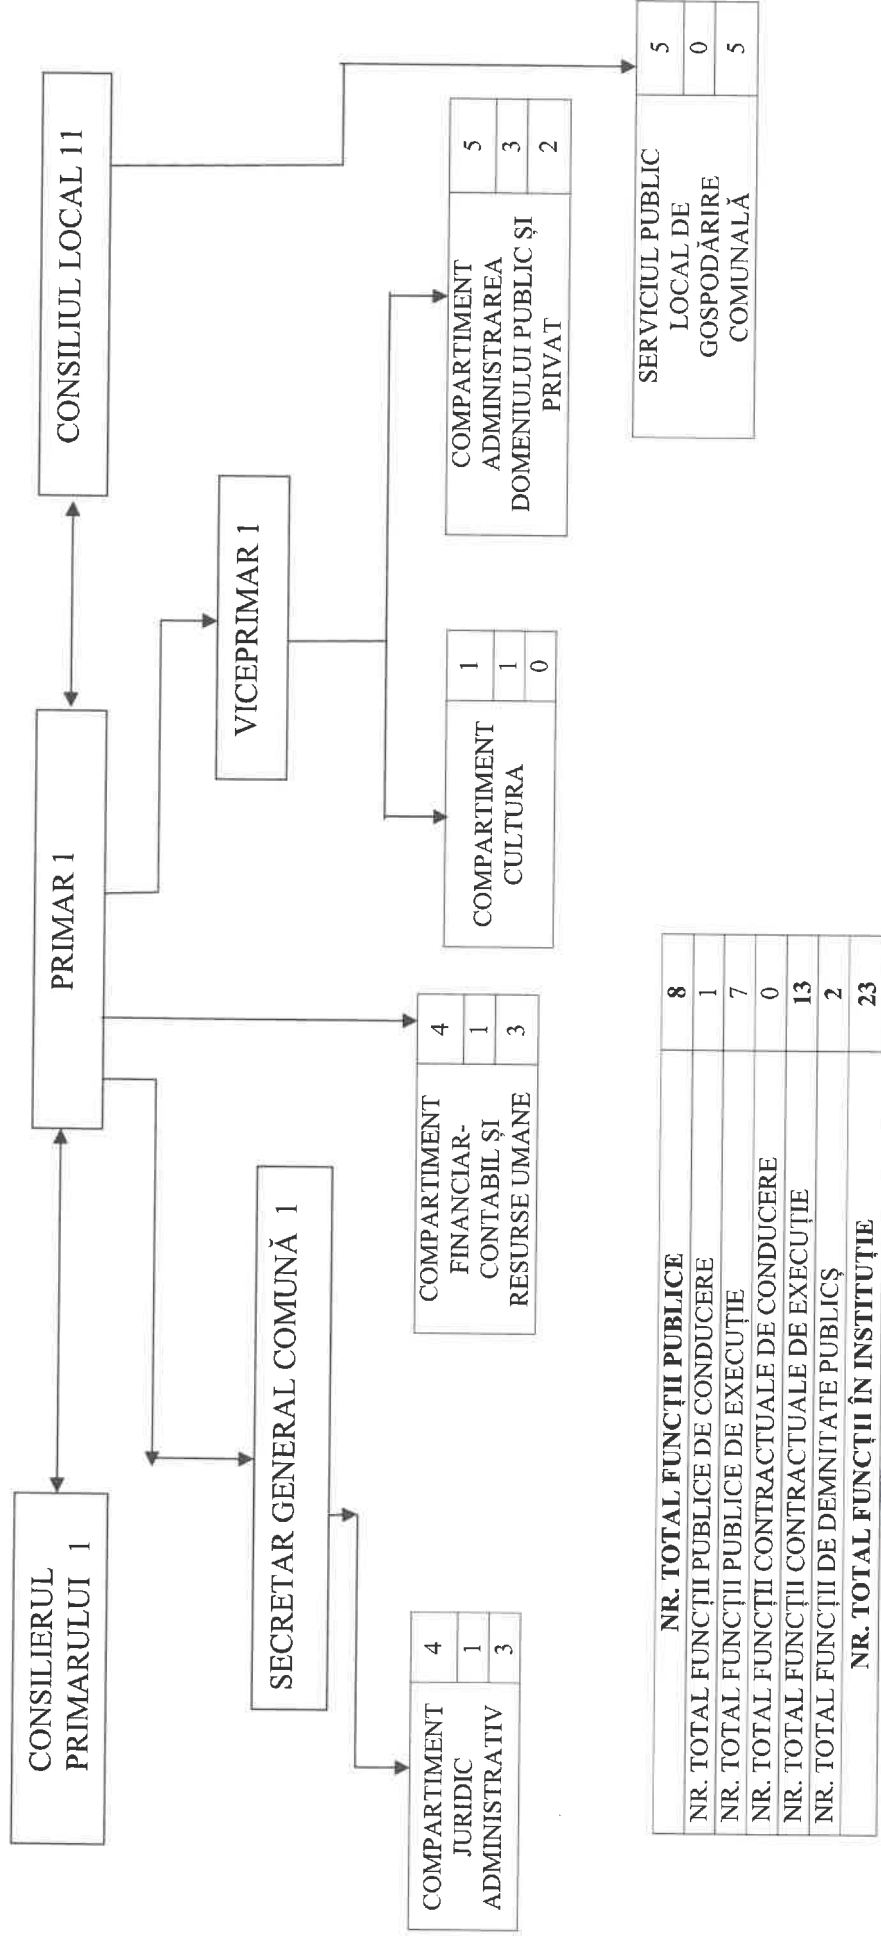 CONSILIERUL
PRIMARULUI 1
PRIMAR 1
CONSILIUL LOCAL 11
SECRETAR GENERAL COMUNĂ 1
VICEPRIMAR 1
COMPARTIMENT
JURIDIC
ADMINISTRATIV
4
1
3
COMPARTIMENT
FINANCIAR-
CONTABIL ȘI
RESURSE UMANE
4
1
3
COMPARTIMENT
CULTURA
1
1
0
COMPARTIMENT
ADMINISTRAREA
DOMENIULUI PUBLIC ȘI
PRIVAT
5
3
2
SERVICIUL PUBLIC
LOCAL DE
GOSPODĂRIRE
COMUNALĂ
5
0
5
NR. TOTAL FUNCȚII PUBLICE 8
NR. TOTAL FUNCȚII PUBLICE DE CONDUCERE 1
NR. TOTAL FUNCȚII PUBLICE DE EXECUȚIE 7
NR. TOTAL FUNCȚII CONTRACTUALE DE CONDUCERE 0
NR. TOTAL FUNCȚII CONTRACTUALE DE EXECUȚIE 13
NR. TOTAL FUNCȚII DE DEMNITATE PUBLICȘ 2
NR. TOTAL FUNCȚII ÎN INSTITUȚIE 23